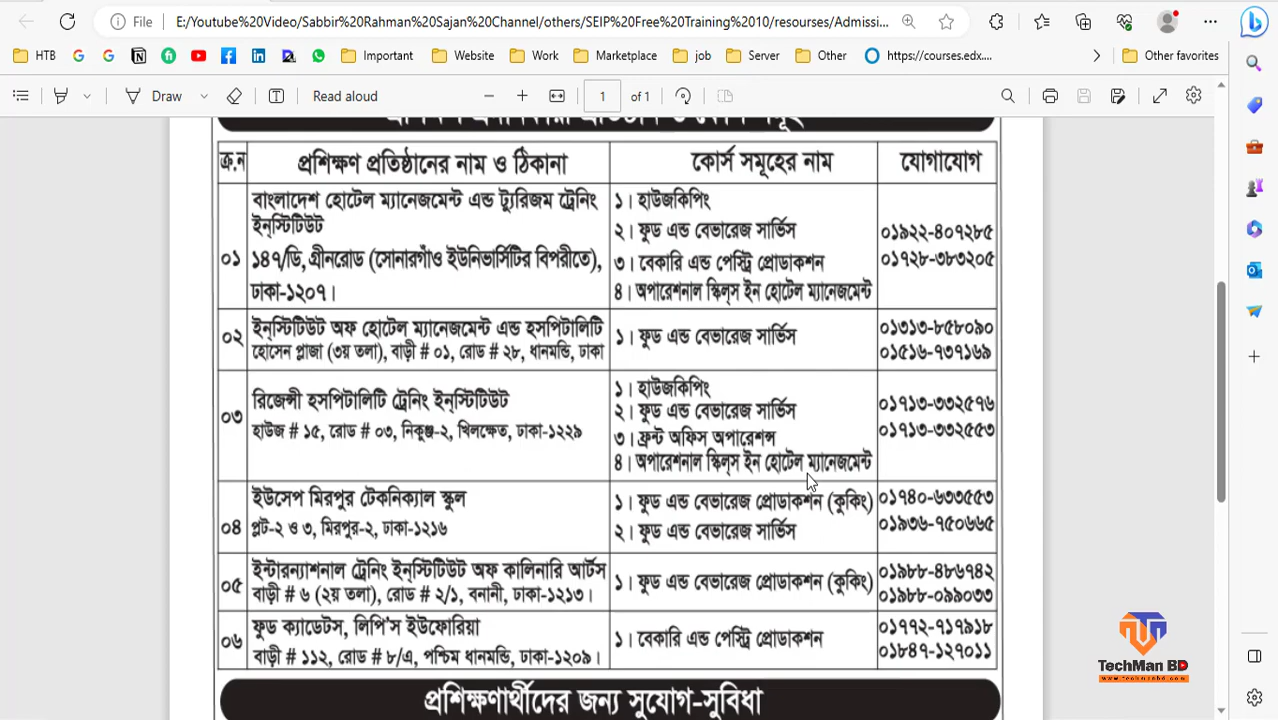 File
E:/Youtube%20Video/Sabbir%20Rahman%20Sajan%20Channel/others/SEIP%20Free%20Training%2010/resourses/Admissi...
HTB
Important
Website
Work
Marketplace
job
Server
Other
https://courses.edx....
Other favorites
Draw
Read aloud
1 of 1
ক্র.ন
প্রশিক্ষণ প্রতিষ্ঠানের নাম ও ঠিকানা
কোর্স সমূহের নাম
যোগাযোগ
০১
বাংলাদেশ হোটেল ম্যানেজমেন্ট এন্ড ট্যুরিজম ট্রেনিং
ইন্স্টিটিউট
১৪৭/ডি, গ্রীনরোড (সোনারগাঁও ইউনিভার্সিটির বিপরীতে),
ঢাকা-১২০৭।
১। হাউজকিপিং
২। ফুড এন্ড বেভারেজ সার্ভিস
৩। বেকারি এন্ড পেস্ট্রি প্রোডাকশন
৪। অপারেশনাল স্কিল্স ইন হোটেল ম্যানেজমেন্ট
০১৯২২-৪০৭২৮৫
০১৭২৮-৩৮৩২০৫
০২
ইন্স্টিটিউট অফ হোটেল ম্যানেজমেন্ট এন্ড হসপিটালিটি
হোসেন প্লাজা (৩য় তলা), বাড়ী # ০১, রোড # ২৮, ধানমন্ডি, ঢাকা
১। ফুড এন্ড বেভারেজ সার্ভিস
০১৩১৩-৮৫৮০৯০
০১৫১৬-৭৩৭১৬৯
০৩
রিজেন্সী হসপিটালিটি ট্রেনিং ইন্স্টিটিউট
হাউজ # ১৫, রোড # ০৩, নিকুঞ্জ-২, খিলক্ষেত, ঢাকা-১২২৯
১। হাউজকিপিং
২। ফুড এন্ড বেভারেজ সার্ভিস
৩। ফ্রন্ট অফিস অপারেশন্স
৪। অপারেশনাল স্কিল্স ইন হোটেল ম্যানেজমেন্ট
০১৭১৩-৩৩২৫৭৬
০১৭১৩-৩৩২৫৫৩
০৪
ইউসেপ মিরপুর টেকনিক্যাল স্কুল
প্লট-২ ও ৩, মিরপুর-২, ঢাকা-১২১৬
১। ফুড এন্ড বেভারেজ প্রোডাকশন (কুকিং)
২। ফুড এন্ড বেভারেজ সার্ভিস
০১৭৪০-৬৩৩৫৫৩
০১৯৩৬-৭৫০৬৬৫
০৫
ইন্টারন্যাশনাল ট্রেনিং ইন্স্টিটিউট অফ কালিনারি আর্টস
বাড়ী # ৬ (২য় তলা), রোড # ২/১, বনানী, ঢাকা-১২১৩।
১। ফুড এন্ড বেভারেজ প্রোডাকশন (কুকিং)
০১৯৮৮-৪৮৬৭৪২
০১৯৮৮-০৯৯০৩৩
০৬
ফুড ক্যাডেটস, লিপি'স ইউফোরিয়া
বাড়ী # ১১২, রোড # ৮/এ, পশ্চিম ধানমন্ডি, ঢাকা-১২০৯।
১। বেকারি এন্ড পেস্ট্রি প্রোডাকশন
০১৭৭২-৭১৭৯১৮
০১৮৪৭-১২৭০১১
প্রশিক্ষণার্থীদের জন্য সুযোগ-সুবিধা
TechMan BD
www.techmanbd.com